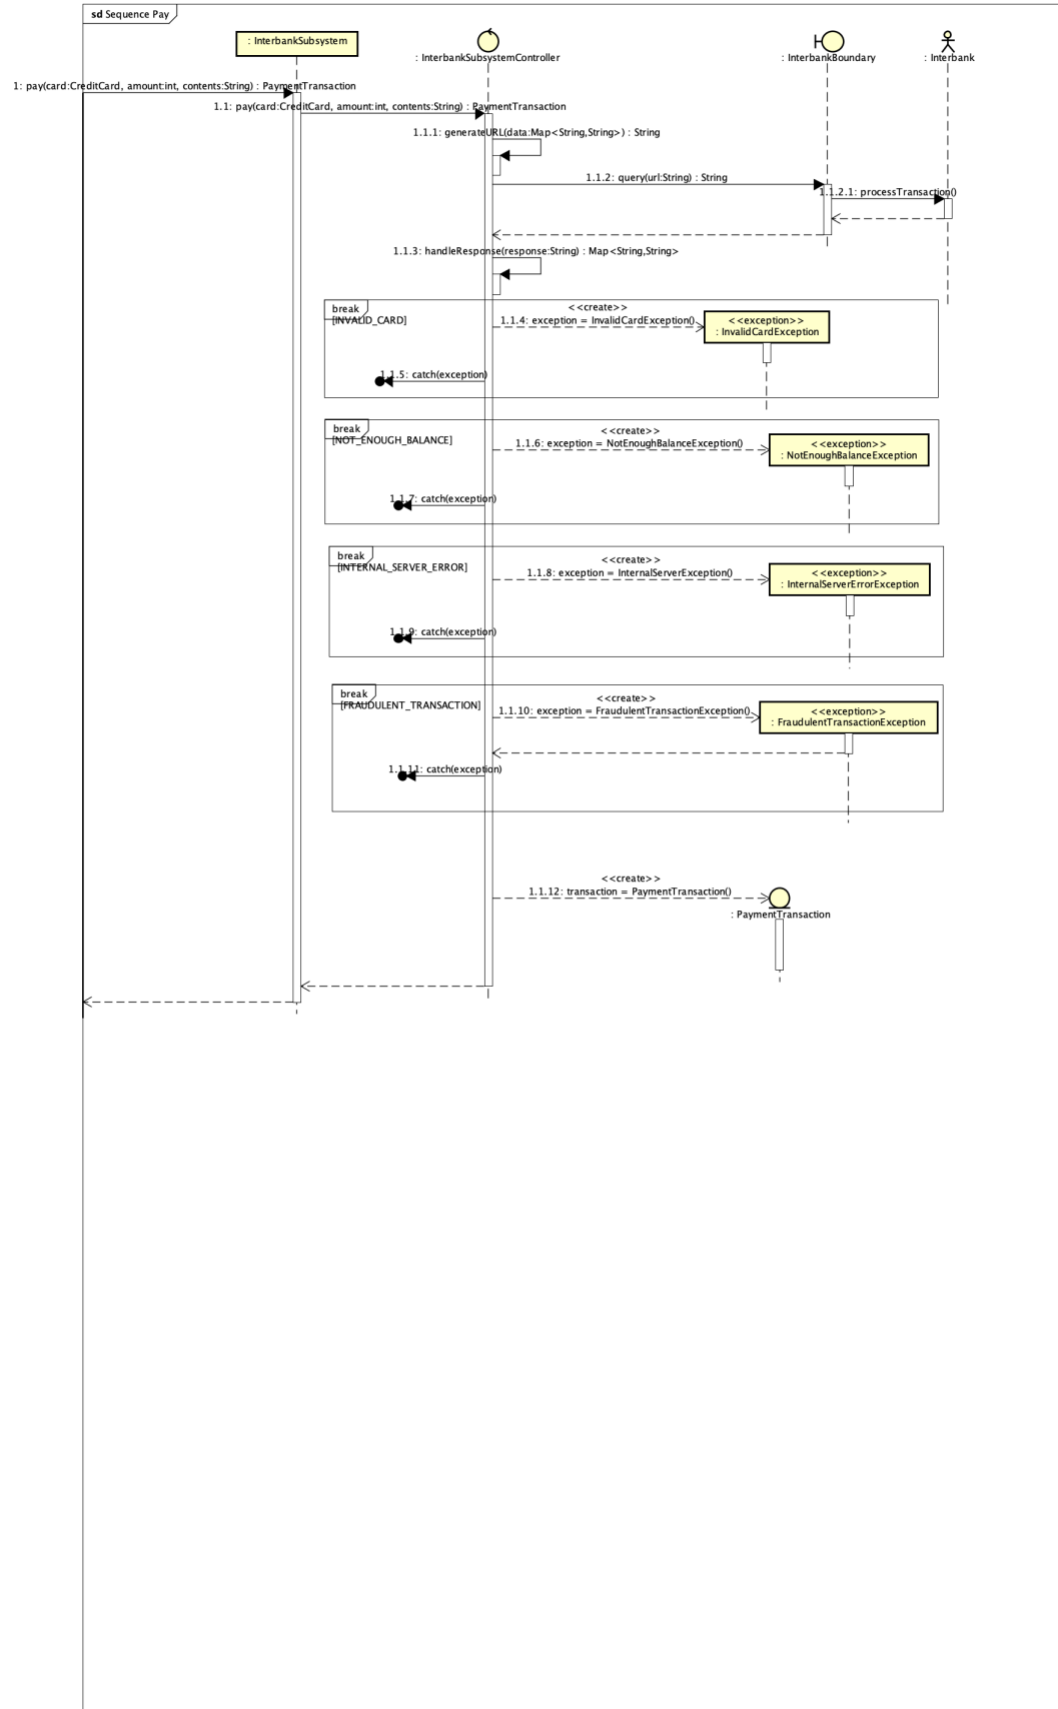 sd Sequence Pay
: InterbankSubsystem
: InterbankSubsystemController
: InterbankBoundary
: Interbank
1: pay(card:CreditCard, amount:int, contents:String) : PaymentTransaction
1.1: pay(card:CreditCard, amount:int, contents:String) : PaymentTransaction
1.1.1: generateURL(data:Map<String,String>) : String
1.1.2: query(url:String) : String
1.1.2.1: processTransaction()
1.1.3: handleResponse(response:String) : Map<String,String>
break
[INVALID_CARD]
<<create>>
1.1.4: exception = InvalidCardException()
<<exception>>
: InvalidCardException
1.1.5: catch(exception)
break
[NOT_ENOUGH_BALANCE]
<<create>>
1.1.6: exception = NotEnoughBalanceException()
<<exception>>
: NotEnoughBalanceException
1.1.7: catch(exception)
break
[INTERNAL_SERVER_ERROR]
<<create>>
1.1.8: exception = InternalServerException()
<<exception>>
: InternalServerErrorException
1.1.9: catch(exception)
break
[FRAUDULENT_TRANSACTION]
<<create>>
1.1.10: exception = FraudulentTransactionException()
<<exception>>
: FraudulentTransactionException
1.1.11: catch(exception)
<<create>>
1.1.12: transaction = PaymentTransaction()
: PaymentTransaction